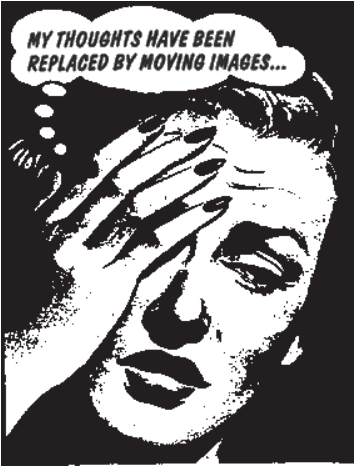 MY THOUGHTS HAVE BEEN
REPLACED BY MOVING IMAGES...